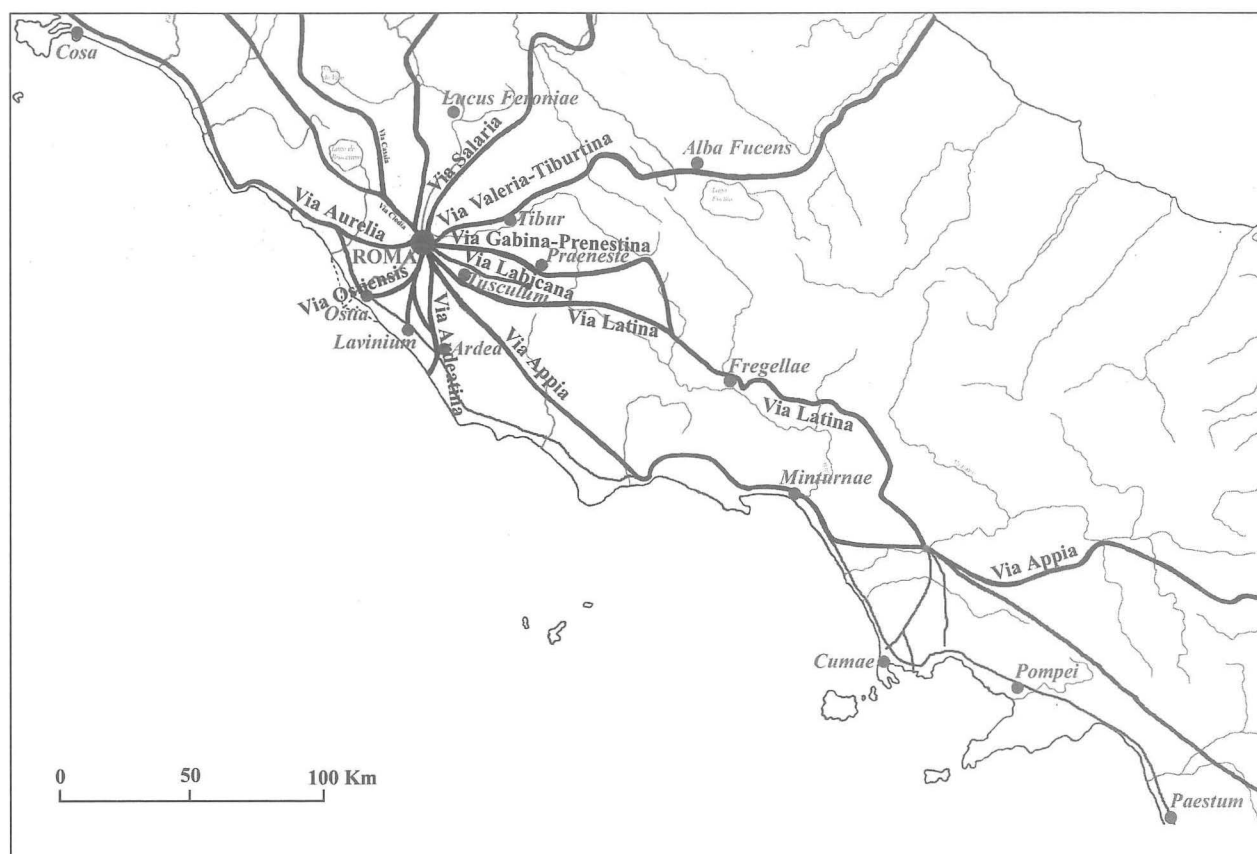 Cosa
Lucus Feroniae
Via Cassia
Via Salaria
Alba Fucens
Via Valeria-Tiburtina
Via Clodia
Via Aurelia
Tibur
Via Gabina-Prenestina
ROMA
Praeneste
Via Labicana
Tusculum
Via Ostiensis
Ostia
Via Latina
Lavinium
Via Ardeatina
Ardea
Via Appia
Fregellae
Via Latina
Minturnae
Via Appia
Cumae
Pompei
0 50 100 Km
Paestum